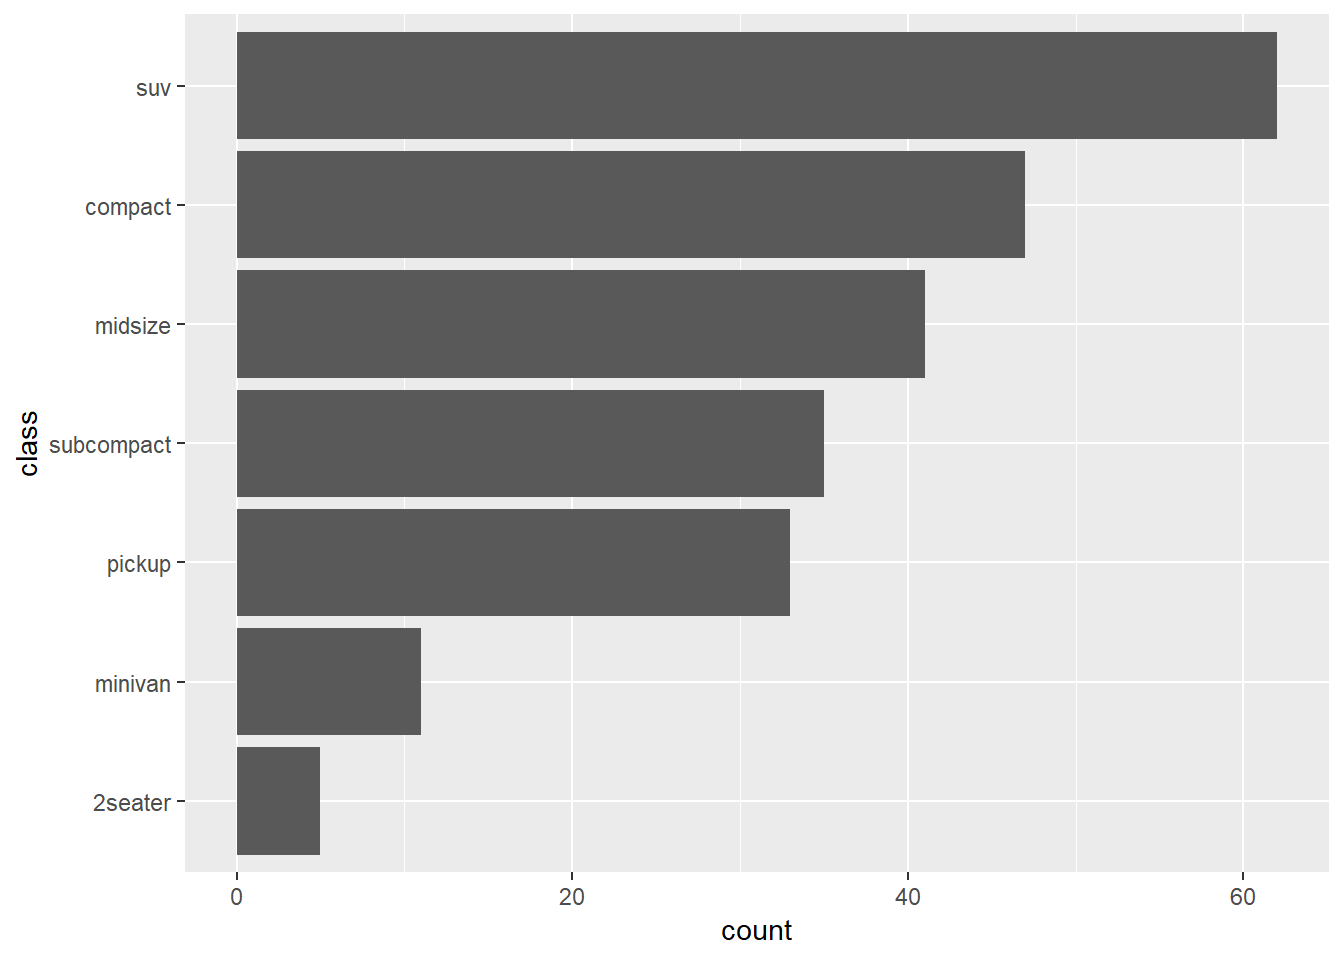 suv
compact
midsize
subcompact
pickup
minivan
2seater
class
0 20 40 60
count